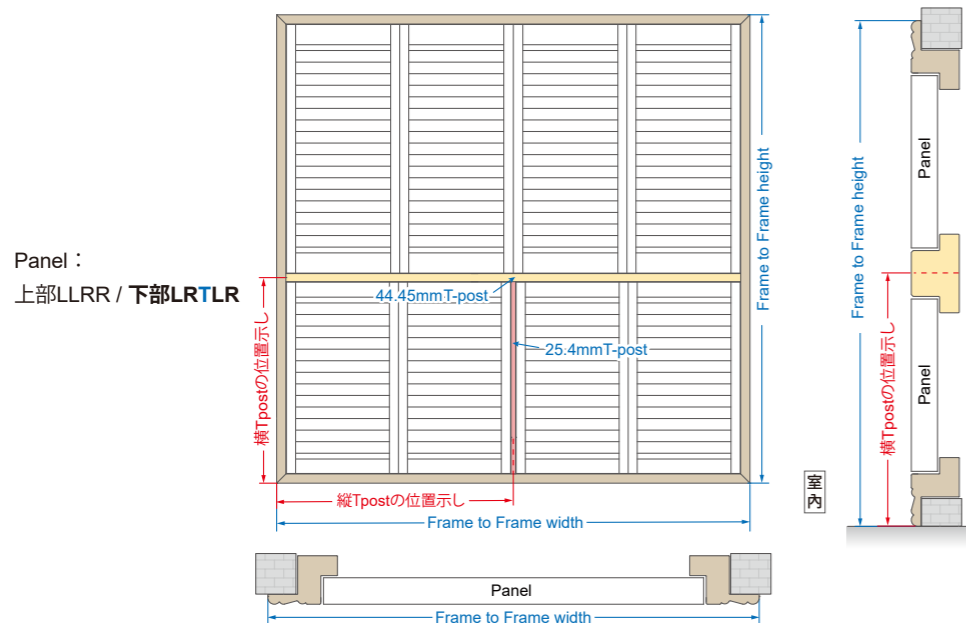 Panel：
上部LLRR / 下部LRTLR
44.45mmT-post
25.4mmT-post
横Tpostの位置示し
縦Tpostの位置示し
Frame to Frame width
Frame to Frame height
Panel
Frame to Frame width
Frame to Frame height
Panel
Panel
横Tpostの位置示し
室内